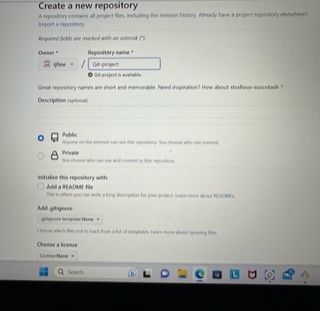 Create a new repository
A repository contains all project files, including the revision history. Already have a project repository elsewhere?
Import a repository.
Required fields are marked with an asterisk (*).
Owner * Repository name *
/ Git-project
Git-project is available.
Great repository names are short and memorable. Need inspiration? How about studious-succotash ?
Description (optional)
Public
Anyone on the internet can see this repository. You choose who can commit.
Private
You choose who can see and commit to this repository.
Initialize this repository with:
Add a README file
This is where you can write a long description for your project. Learn more about READMEs.
Add .gitignore
.gitignore template: None
Choose which files not to track from a list of templates. Learn more about ignoring files.
Choose a license
License: None
Search